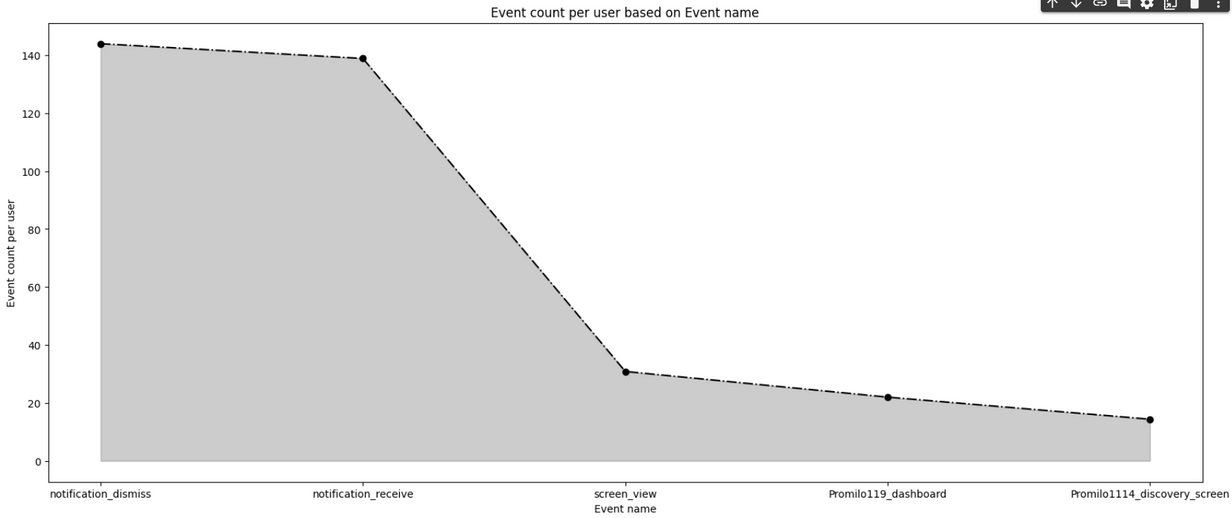 Event count per user based on Event name
Event count per user
140
120
100
80
60
40
20
0
notification_dismiss
notification_receive
screen_view
Promilo119_dashboard
Promilo1114_discovery_screen
Event name